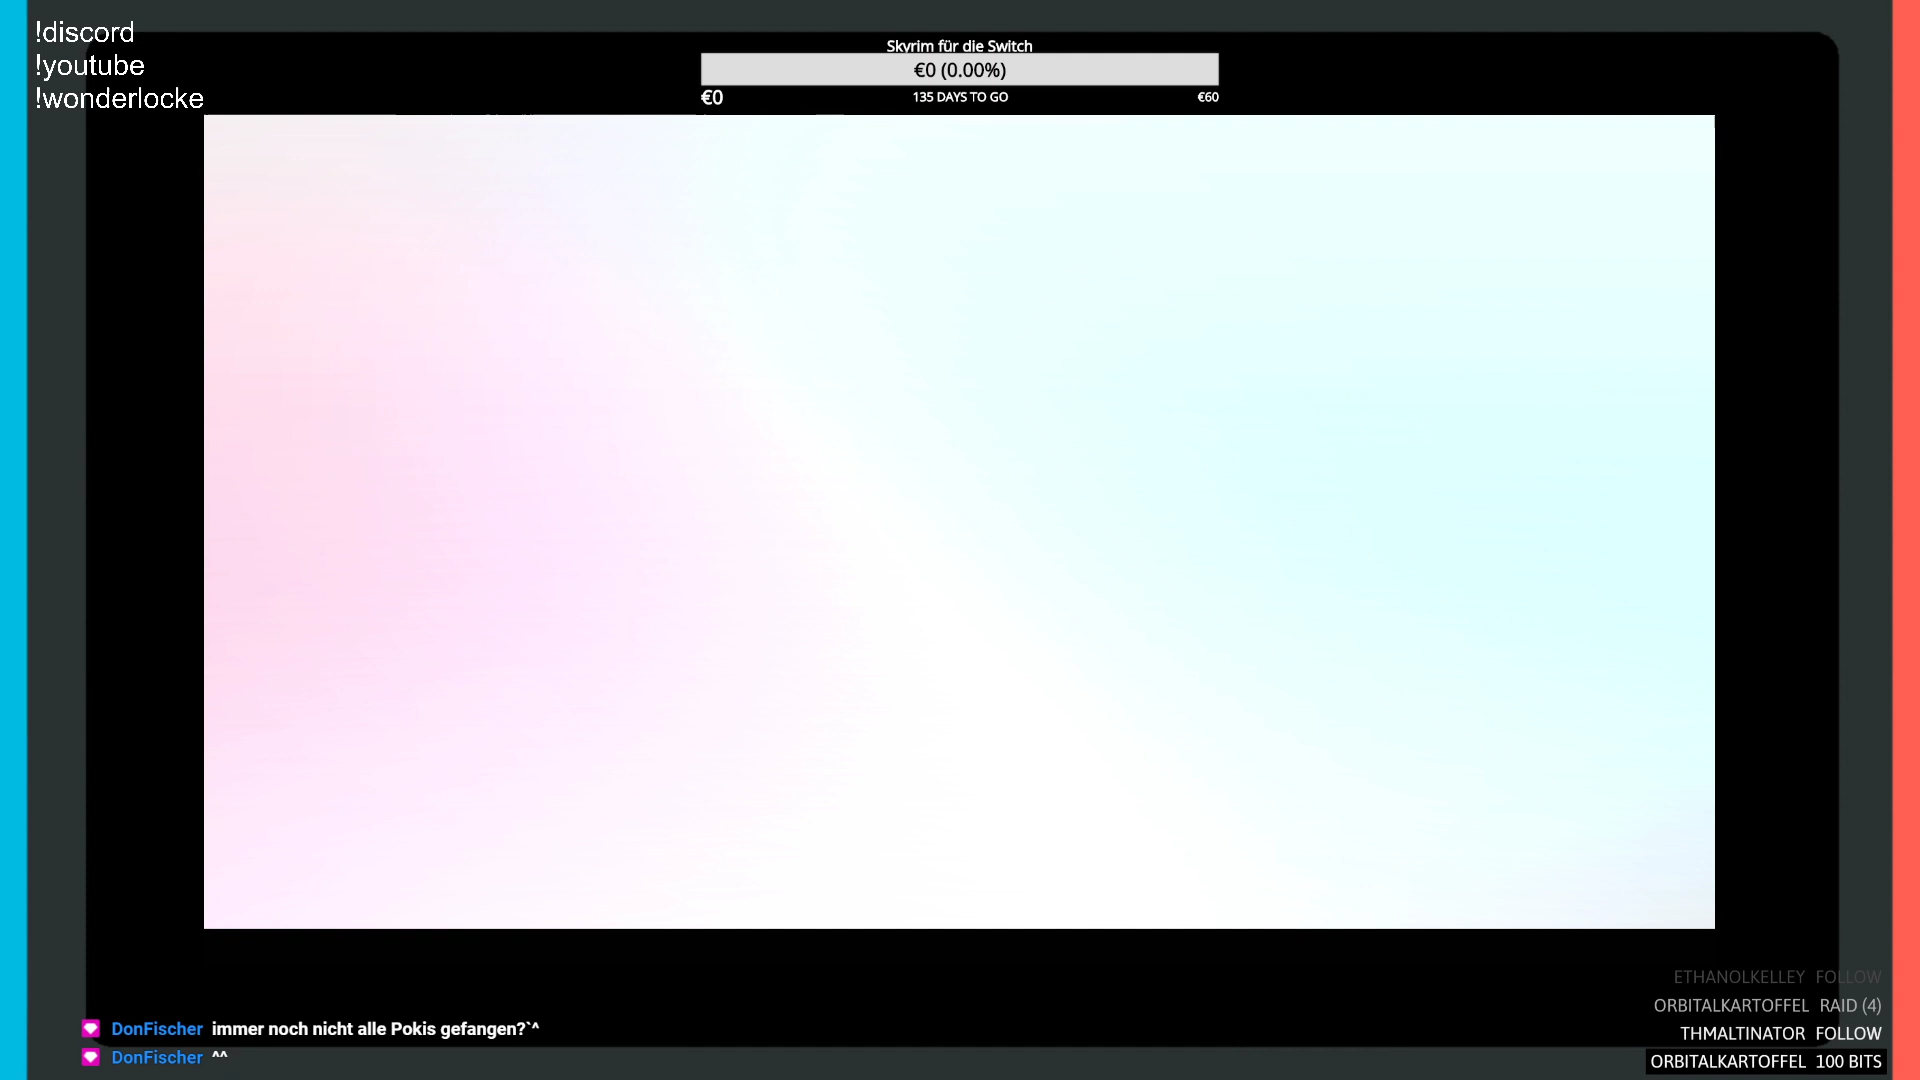 !discord
!youtube
!wonderlocke
Skyrim für die Switch
€0 (0.00%)
€0 135 DAYS TO GO €60
ETHANOLKELLEY FOLLOW
ORBITALKARTOFFEL RAID (4)
THMALTINATOR FOLLOW
ORBITALKARTOFFEL 100 BITS
DonFischer immer noch nicht alle Pokis gefangen?`^
DonFischer ^^